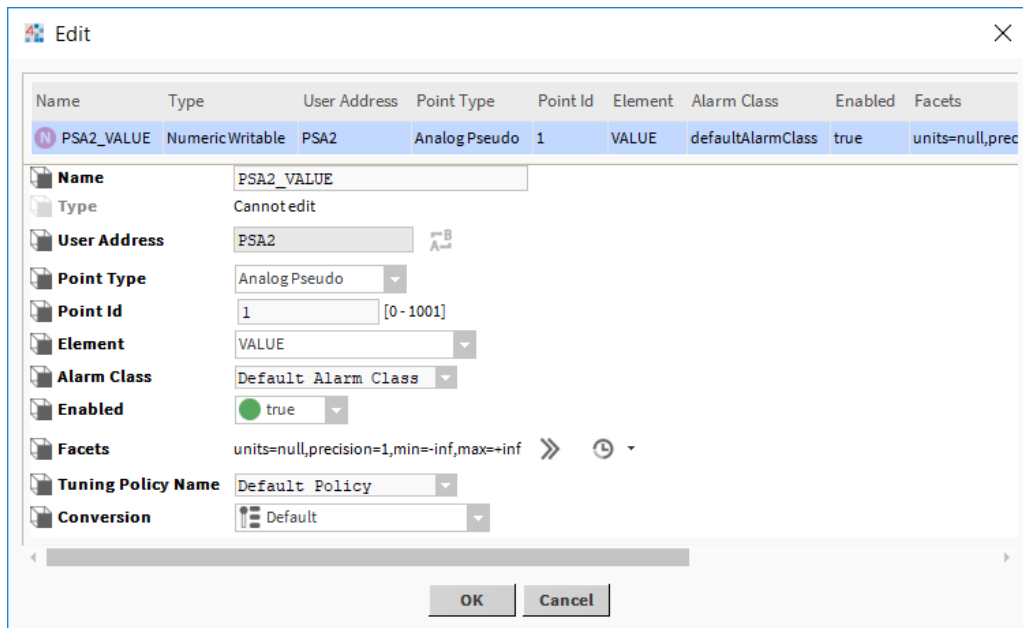 Edit
Name Type User Address Point Type Point Id Element Alarm Class Enabled Facets
N PSA2_VALUE Numeric Writable PSA2 Analog Pseudo 1 VALUE defaultAlarmClass true units=null,prec
Name PSA2_VALUE
Type Cannot edit
User Address PSA2 A B
Point Type Analog Pseudo
Point Id 1 [0 - 1001]
Element VALUE
Alarm Class Default Alarm Class
Enabled true
Facets units=null,precision=1,min=-inf,max=+inf
Tuning Policy Name Default Policy
Conversion Default
OK Cancel